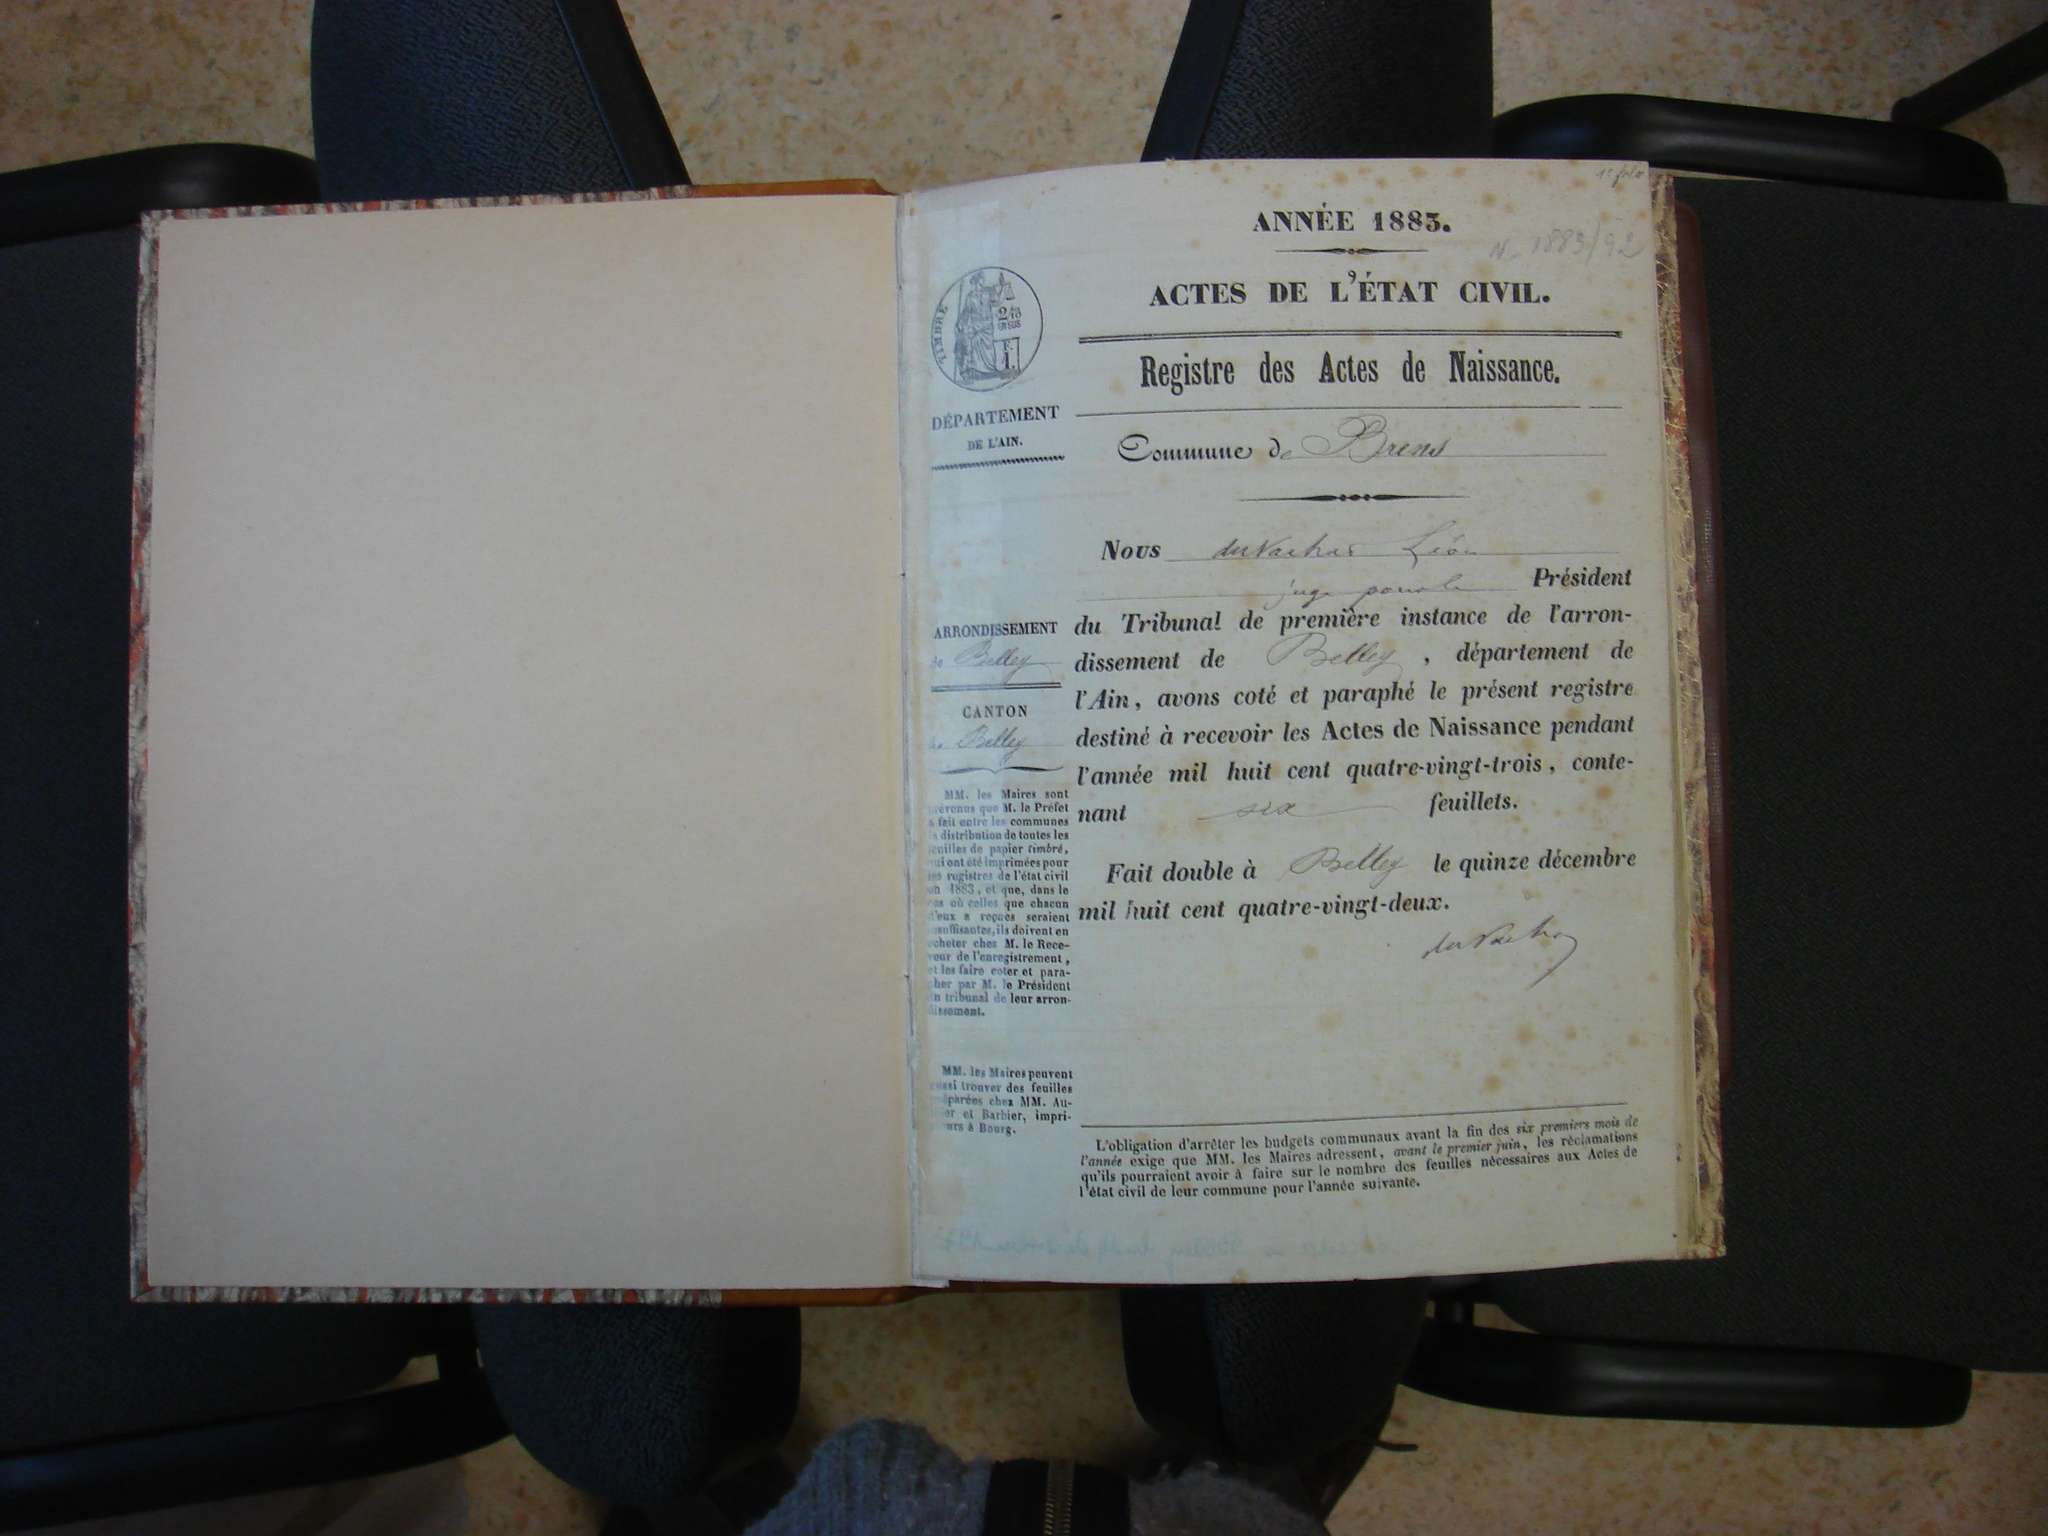 1er folio
ANNÉE 1883.
N 1883/92
ACTES DE L'ÉTAT CIVIL.
Registre des Actes de Naissance.
Commune de Brens
Nous Léon
juge Président
du Tribunal de première instance de l'arron-
dissement de Belley, département de
l'Ain, avons coté et paraphé le présent registre
destiné à recevoir les Actes de Naissance pendant
l'année mil huit cent quatre-vingt-trois, conte-
nant six feuillets.
Fait double à Belley le quinze décembre
mil huit cent quatre-vingt-deux.
L'obligation d'arrêter les budgets communaux avant la fin des six premiers mois de
l'année exige que MM. les Maires adressent, avant le premier juin, les réclamations
qu'ils pourraient avoir à faire sur le nombre des feuilles nécessaires aux Actes de
l'état civil de leur commune pour l'année suivante.
TIMBRE
2/10
EN SUS
F.
1.
DÉPARTEMENT
DE L'AIN.
ARRONDISSEMENT
de Belley
CANTON
Belley
MM. les Maires sont
prévenus que M. le Préfet
a fait entre les communes
la distribution de toutes les
feuilles de papier timbré,
qui ont été imprimées pour
les registres de l'état civil
en 1883, et que, dans le
cas où celles que chacun
d'eux a reçues seraient
insuffisantes, ils doivent en
acheter chez M. le Rece-
veur de l'enregistrement,
et les faire coter et para-
pher par M. le Président
du tribunal de leur arron-
dissement.
MM. les Maires peuvent
aussi trouver des feuilles
préparées chez MM. Au-
et Barbier, impri-
meurs à Bourg.